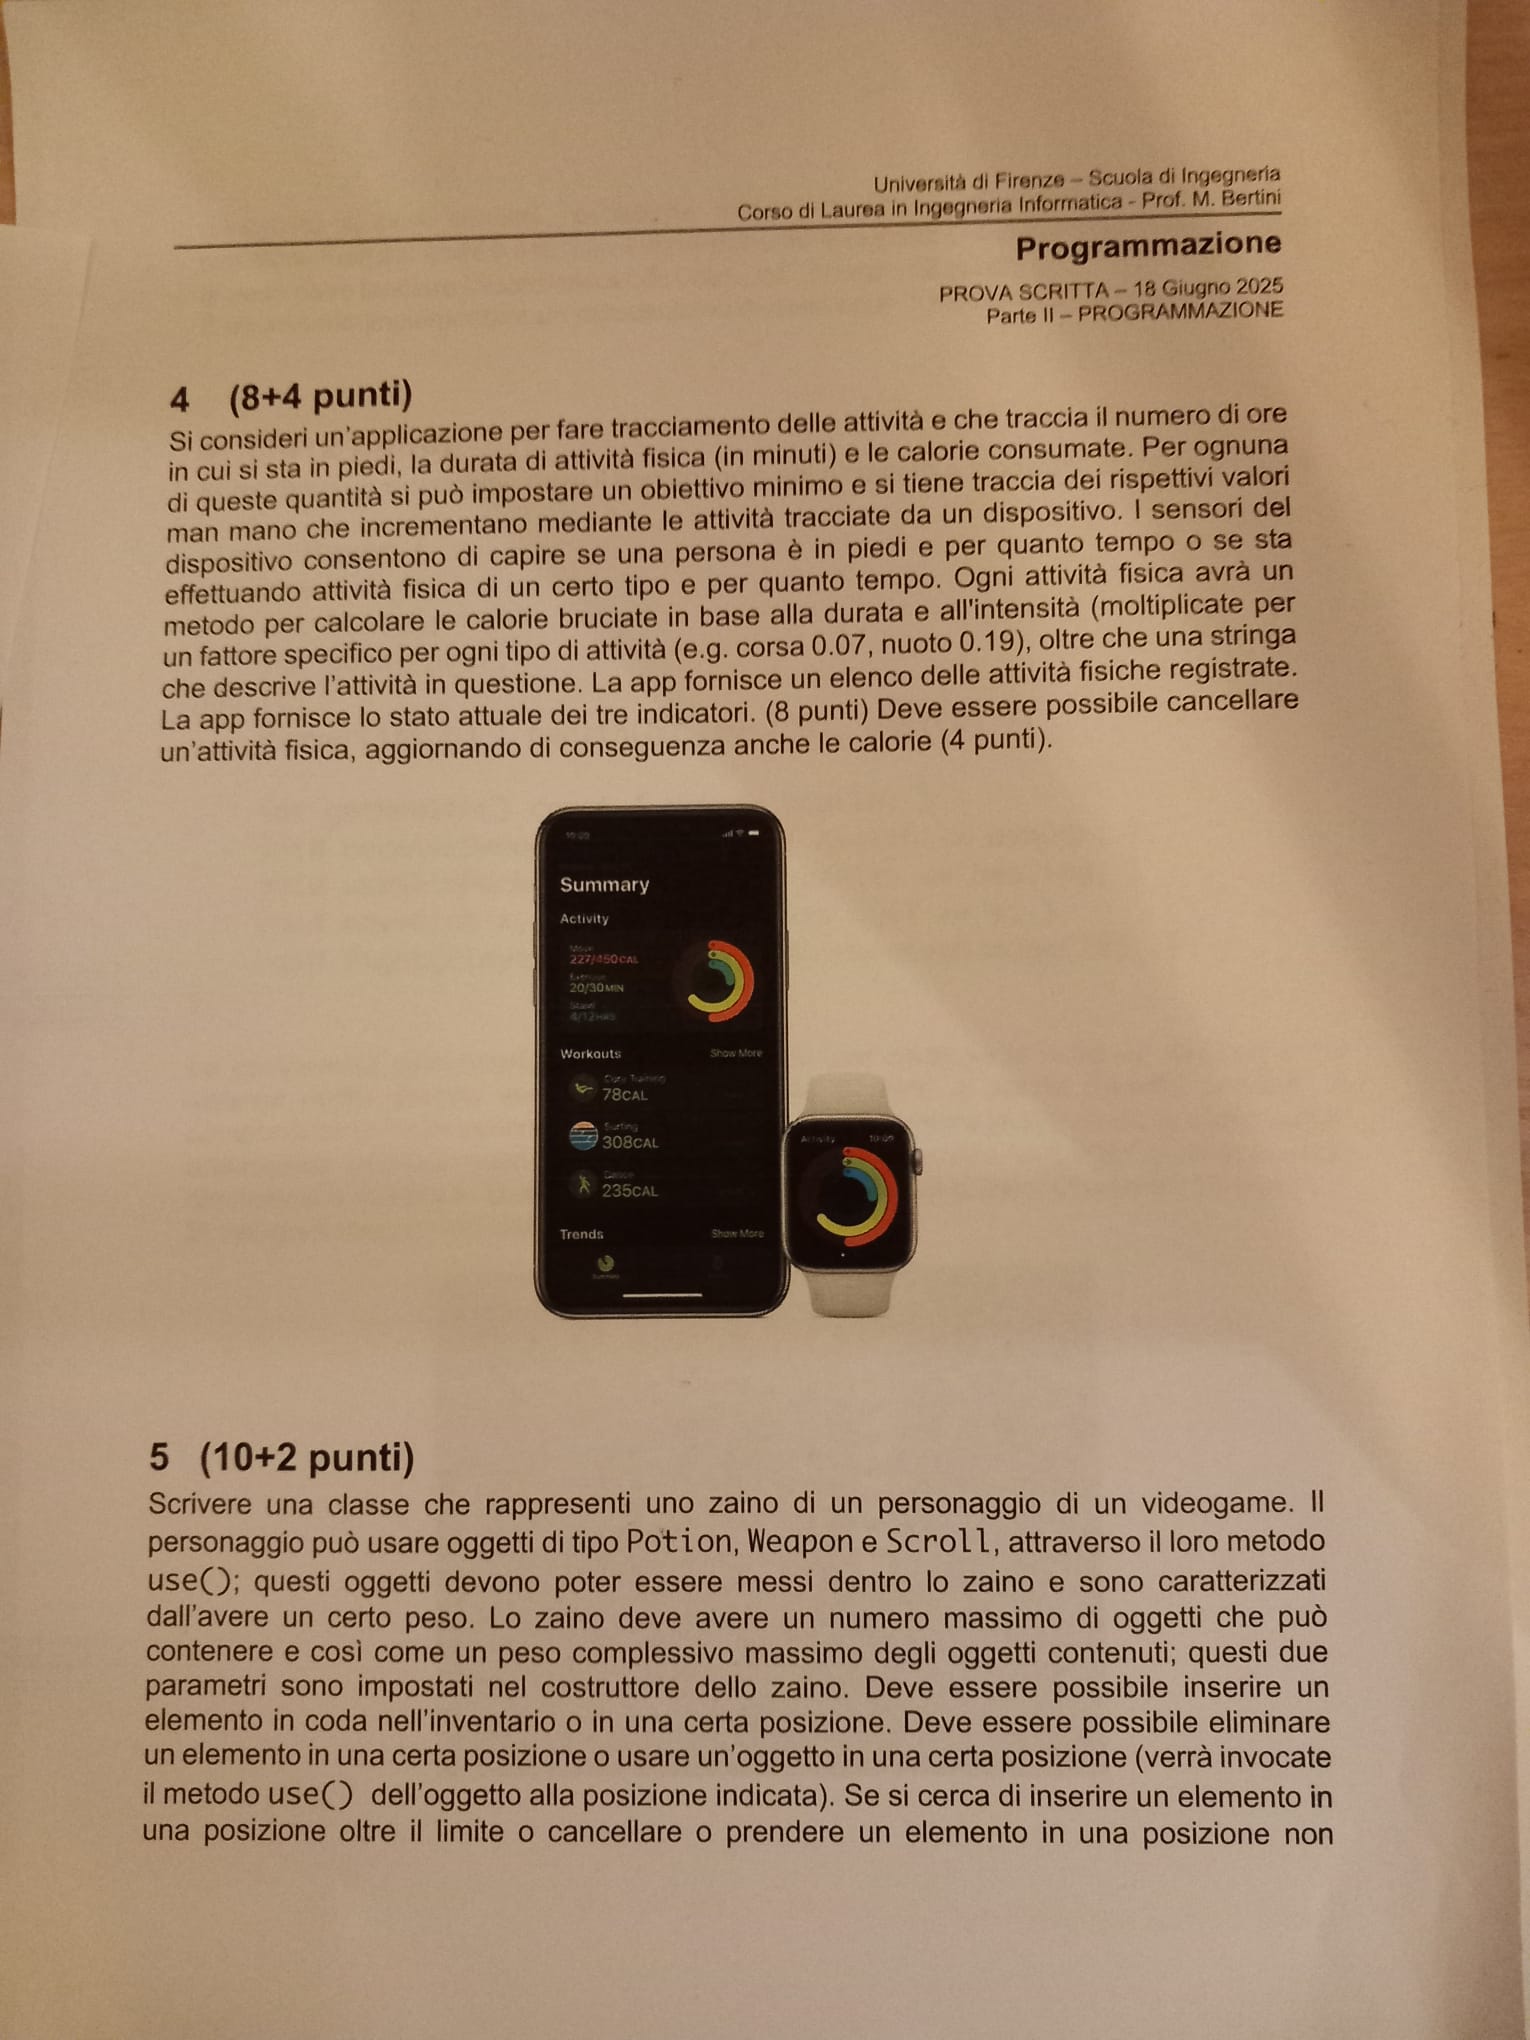 Università di Firenze – Scuola di Ingegneria
Corso di Laurea in Ingegneria Informatica - Prof. M. Bertini
Programmazione
PROVA SCRITTA – 18 Giugno 2025
Parte II – PROGRAMMAZIONE
4 (8+4 punti)
Si consideri un'applicazione per fare tracciamento delle attività e che traccia il numero di ore
in cui si sta in piedi, la durata di attività fisica (in minuti) e le calorie consumate. Per ognuna
di queste quantità si può impostare un obiettivo minimo e si tiene traccia dei rispettivi valori
man mano che incrementano mediante le attività tracciate da un dispositivo. I sensori del
dispositivo consentono di capire se una persona è in piedi e per quanto tempo o se sta
effettuando attività fisica di un certo tipo e per quanto tempo. Ogni attività fisica avrà un
metodo per calcolare le calorie bruciate in base alla durata e all'intensità (moltiplicate per
un fattore specifico per ogni tipo di attività (e.g. corsa 0.07, nuoto 0.19), oltre che una stringa
che descrive l'attività in questione. La app fornisce un elenco delle attività fisiche registrate.
La app fornisce lo stato attuale dei tre indicatori. (8 punti) Deve essere possibile cancellare
un'attività fisica, aggiornando di conseguenza anche le calorie (4 punti).
10:09
Summary
Activity
Move
227/450CAL
Exercise
20/30MIN
Stand
4/12HRS
Workouts Show More
Core Training
78CAL
Surfing
308CAL
Dance
235CAL
Trends Show More
Summary
Activity 10:09
5 (10+2 punti)
Scrivere una classe che rappresenti uno zaino di un personaggio di un videogame. Il
personaggio può usare oggetti di tipo Potion, Weapon e Scroll, attraverso il loro metodo
use(); questi oggetti devono poter essere messi dentro lo zaino e sono caratterizzati
dall'avere un certo peso. Lo zaino deve avere un numero massimo di oggetti che può
contenere e così come un peso complessivo massimo degli oggetti contenuti; questi due
parametri sono impostati nel costruttore dello zaino. Deve essere possibile inserire un
elemento in coda nell'inventario o in una certa posizione. Deve essere possibile eliminare
un elemento in una certa posizione o usare un'oggetto in una certa posizione (verrà invocate
il metodo use() dell'oggetto alla posizione indicata). Se si cerca di inserire un elemento in
una posizione oltre il limite o cancellare o prendere un elemento in una posizione non